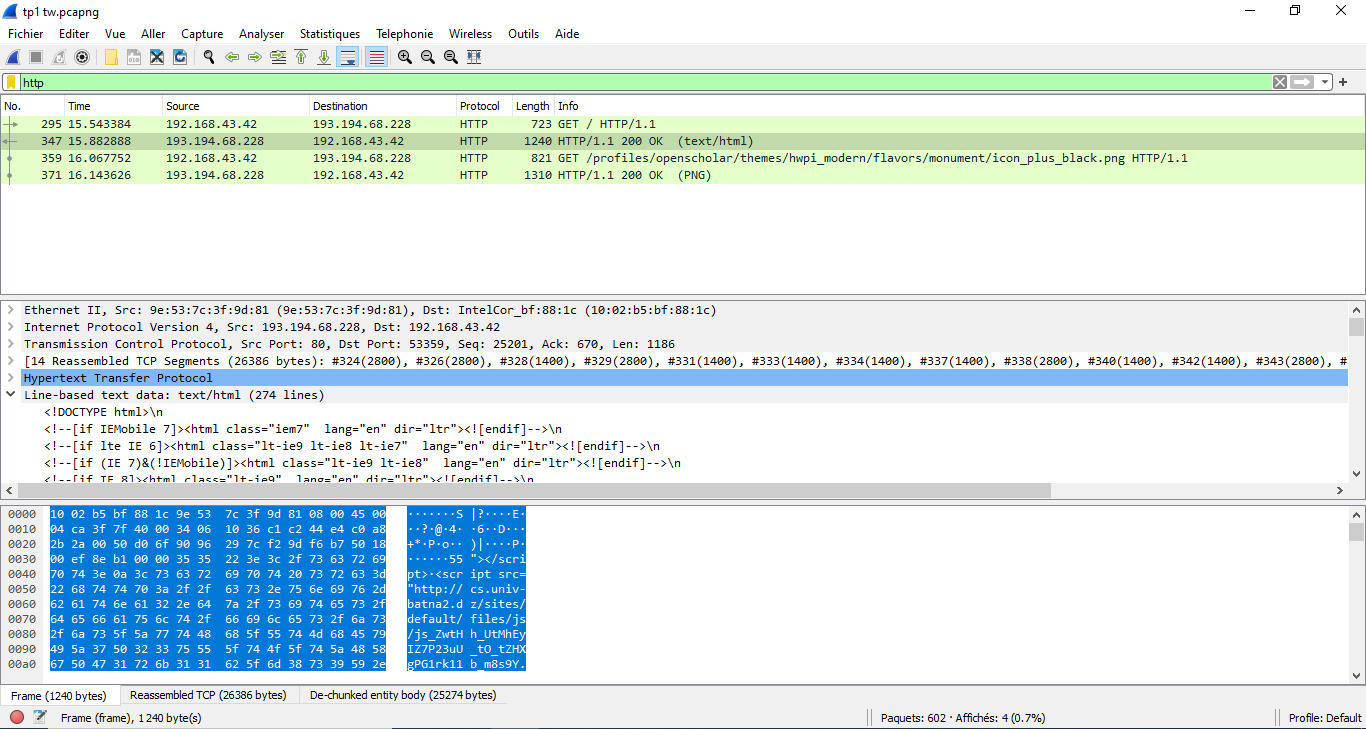 tp1 tw.pcapng
Fichier Editer Vue Aller Capture Analyser Statistiques Telephonie Wireless Outils Aide
http
No. Time Source Destination Protocol Length Info
295 15.543384 192.168.43.42 193.194.68.228 HTTP 723 GET / HTTP/1.1
347 15.882888 193.194.68.228 192.168.43.42 HTTP 1240 HTTP/1.1 200 OK (text/html)
359 16.067752 192.168.43.42 193.194.68.228 HTTP 821 GET /profiles/openscholar/themes/hwpi_modern/flavors/monument/icon_plus_black.png HTTP/1.1
371 16.143626 193.194.68.228 192.168.43.42 HTTP 1310 HTTP/1.1 200 OK (PNG)
Ethernet II, Src: 9e:53:7c:3f:9d:81 (9e:53:7c:3f:9d:81), Dst: IntelCor_bf:88:1c (10:02:b5:bf:88:1c)
Internet Protocol Version 4, Src: 193.194.68.228, Dst: 192.168.43.42
Transmission Control Protocol, Src Port: 80, Dst Port: 53359, Seq: 25201, Ack: 670, Len: 1186
[14 Reassembled TCP Segments (26386 bytes): #324(2800), #326(2800), #328(1400), #329(2800), #331(1400), #333(1400), #334(1400), #337(1400), #338(2800), #340(1400), #342(1400), #343(2800), #
Hypertext Transfer Protocol
Line-based text data: text/html (274 lines)
<!DOCTYPE html>\n
<!--[if IEMobile 7]><html class="iem7"  lang="en" dir="ltr"><![endif]-->\n
<!--[if lte IE 6]><html class="lt-ie9 lt-ie8 lt-ie7"  lang="en" dir="ltr"><![endif]-->\n
<!--[if (IE 7)&(!IEMobile)]><html class="lt-ie9 lt-ie8"  lang="en" dir="ltr"><![endif]-->\n
<!--[if IE 8]><html class="lt-ie9"  lang="en" dir="ltr"><![endif]-->\n
0000 10 02 b5 bf 88 1c 9e 53 7c 3f 9d 81 08 00 45 00 ·······S |?····E·
0010 04 ca 3f 7f 40 00 34 06 10 36 c1 c2 44 e4 c0 a8 ··?·@·4· ·6··D···
0020 2b 2a 00 50 d6 6f 90 96 29 7c f2 9d f6 b7 50 18 +*·P·o·· )|····P·
0030 00 ef 8e b1 00 00 35 35 22 3e 3c 2f 73 63 72 69 ······55 "></scri
0040 70 74 3e 0a 3c 73 63 72 69 70 74 20 73 72 63 3d pt>·<scr ipt src=
0050 22 68 74 74 70 3a 2f 2f 63 73 2e 75 6e 69 76 2d "http:// cs.univ-
0060 62 61 74 6e 61 32 2e 64 7a 2f 73 69 74 65 73 2f batna2.d z/sites/
0070 64 65 66 61 75 6c 74 2f 66 69 6c 65 73 2f 6a 73 default/ files/js
0080 2f 6a 73 5f 5a 77 74 48 68 5f 55 74 4d 68 45 79 /js_ZwtH h_UtMhEy
0090 49 5a 37 50 32 33 75 55 5f 74 4f 5f 74 5a 48 58 IZ7P23uU _tO_tZHX
00a0 67 50 47 31 72 6b 31 31 62 5f 6d 38 73 39 59 2e gPG1rk11 b_m8s9Y.
Frame (1240 bytes) Reassembled TCP (26386 bytes) De-chunked entity body (25274 bytes)
Frame (frame), 1 240 byte(s) Paquets: 602 · Affichés: 4 (0.7%) Profile: Default